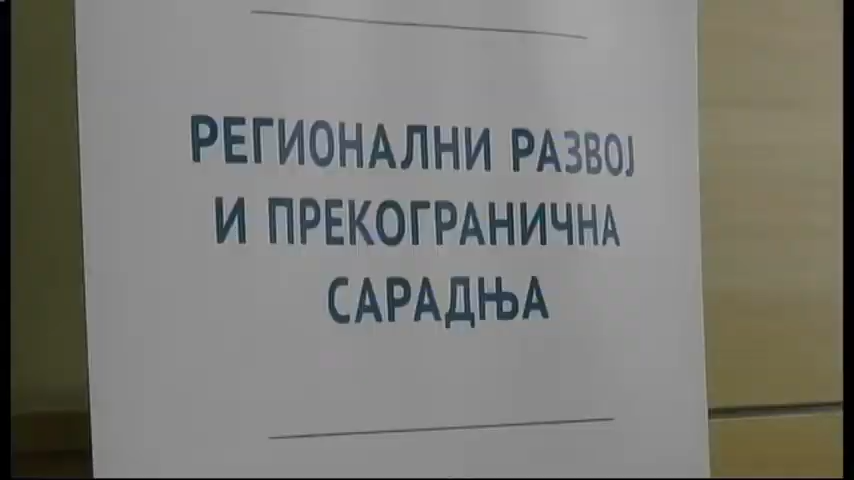 РЕГИОНАЛНИ РАЗВОЈ
И ПРЕКОГРАНИЧНА
САРАДЊА